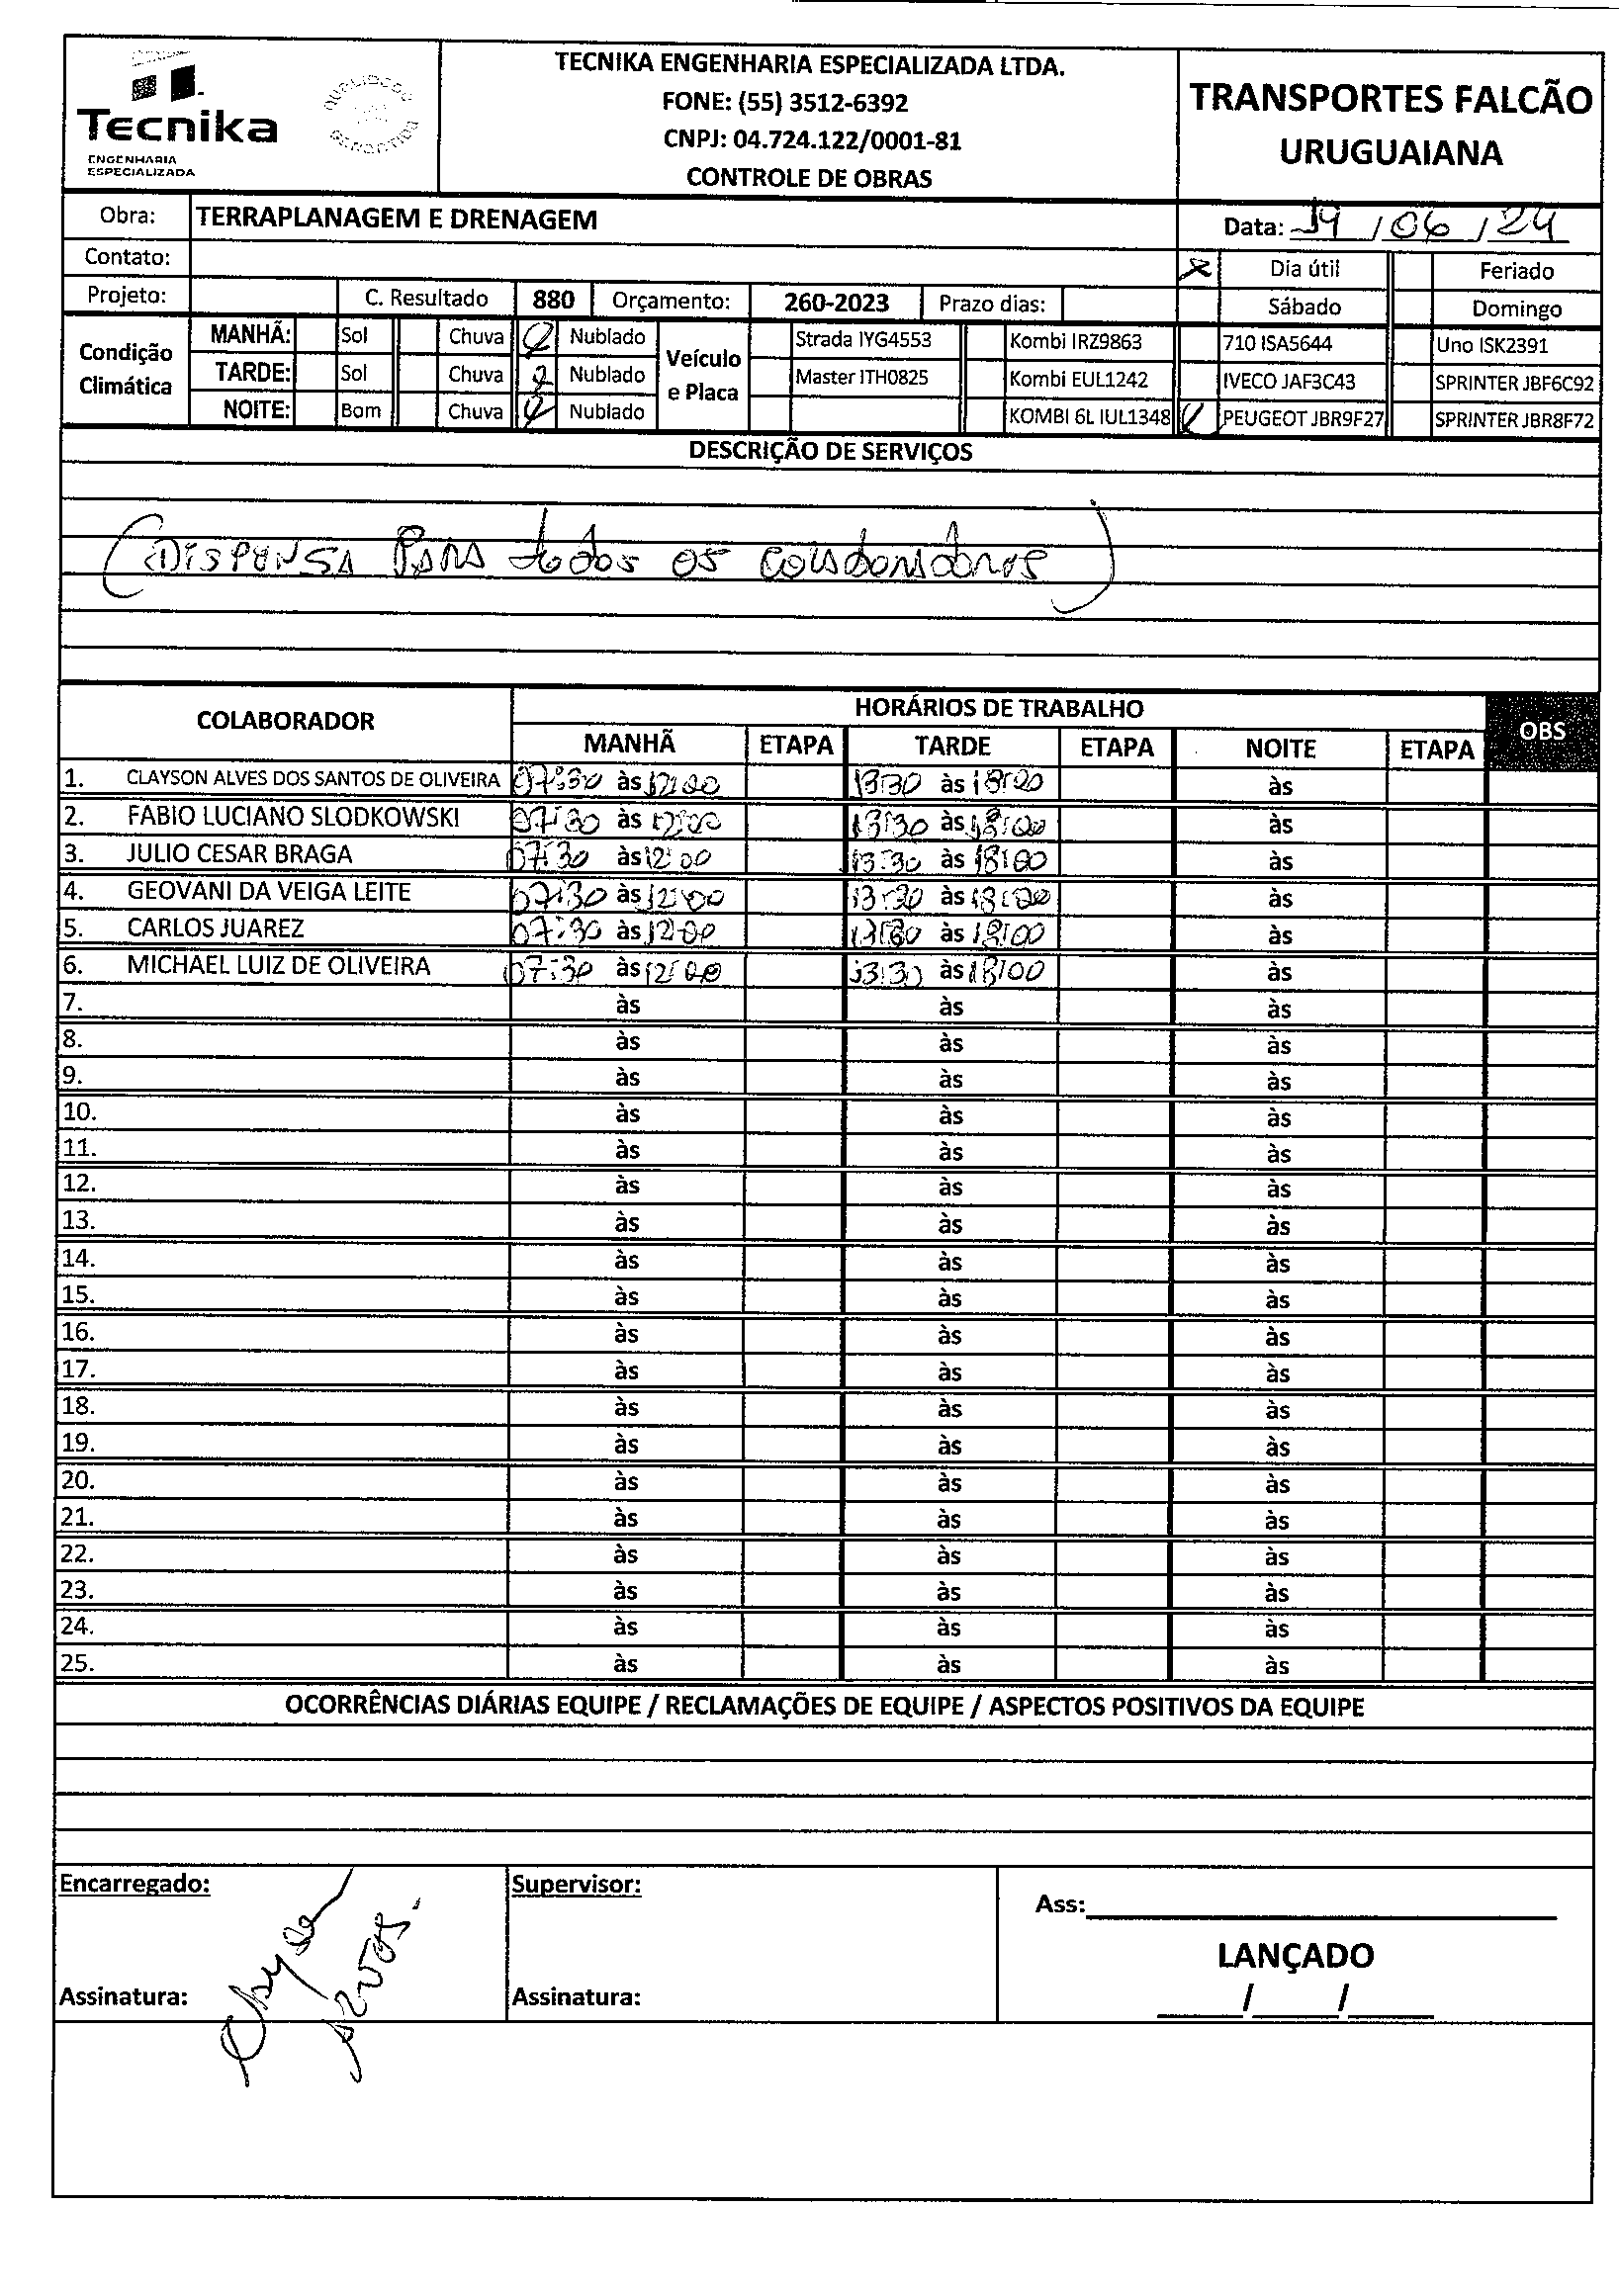 Tecnika
ENGENHARIA
ESPECIALIZADA
TECNIKA ENGENHARIA ESPECIALIZADA LTDA.
FONE: (55) 3512-6392
CNPJ: 04.724.122/0001-81
CONTROLE DE OBRAS
TRANSPORTES FALCÃO
URUGUAIANA
Obra: TERRAPLANAGEM E DRENAGEM
Data: 19/06/24
Contato:
Dia útil Feriado
Projeto: C. Resultado 880 Orçamento: 260-2023 Prazo dias:
Sábado Domingo
Condição Climática
MANHÃ: Sol Chuva Nublado
TARDE: Sol Chuva Nublado
NOITE: Bom Chuva Nublado
Veículo e Placa
Strada IYG4553 Kombi IRZ9863 710 ISA5644 Uno ISK2391
Master ITH0825 Kombi EUL1242 IVECO JAF3C43 SPRINTER JBF6C92
KOMBI 6L IUL1348 PEUGEOT JBR9F27 SPRINTER JBR8F72
DESCRIÇÃO DE SERVIÇOS
(DISPENSA PARA todos os colaboradores)
COLABORADOR HORÁRIOS DE TRABALHO OBS
MANHÃ ETAPA TARDE ETAPA NOITE ETAPA
1. CLAYSON ALVES DOS SANTOS DE OLIVEIRA 07:30 às 12:00 13:30 às 18:00 às
2. FABIO LUCIANO SLODKOWSKI 07:30 às 12:00 13:30 às 18:00 às
3. JULIO CESAR BRAGA 07:30 às 12:00 13:30 às 18:00 às
4. GEOVANI DA VEIGA LEITE 07:30 às 12:00 13:30 às 18:00 às
5. CARLOS JUAREZ 07:30 às 12:00 13:30 às 18:00 às
6. MICHAEL LUIZ DE OLIVEIRA 07:30 às 12:00 13:30 às 18:00 às
7. às às às
8. às às às
9. às às às
10. às às às
11. às às às
12. às às às
13. às às às
14. às às às
15. às às às
16. às às às
17. às às às
18. às às às
19. às às às
20. às às às
21. às às às
22. às às às
23. às às às
24. às às às
25. às às às
OCORRÊNCIAS DIÁRIAS EQUIPE / RECLAMAÇÕES DE EQUIPE / ASPECTOS POSITIVOS DA EQUIPE
Encarregado: Supervisor:
Ass:
LANÇADO
Assinatura: Assinatura:
/ /